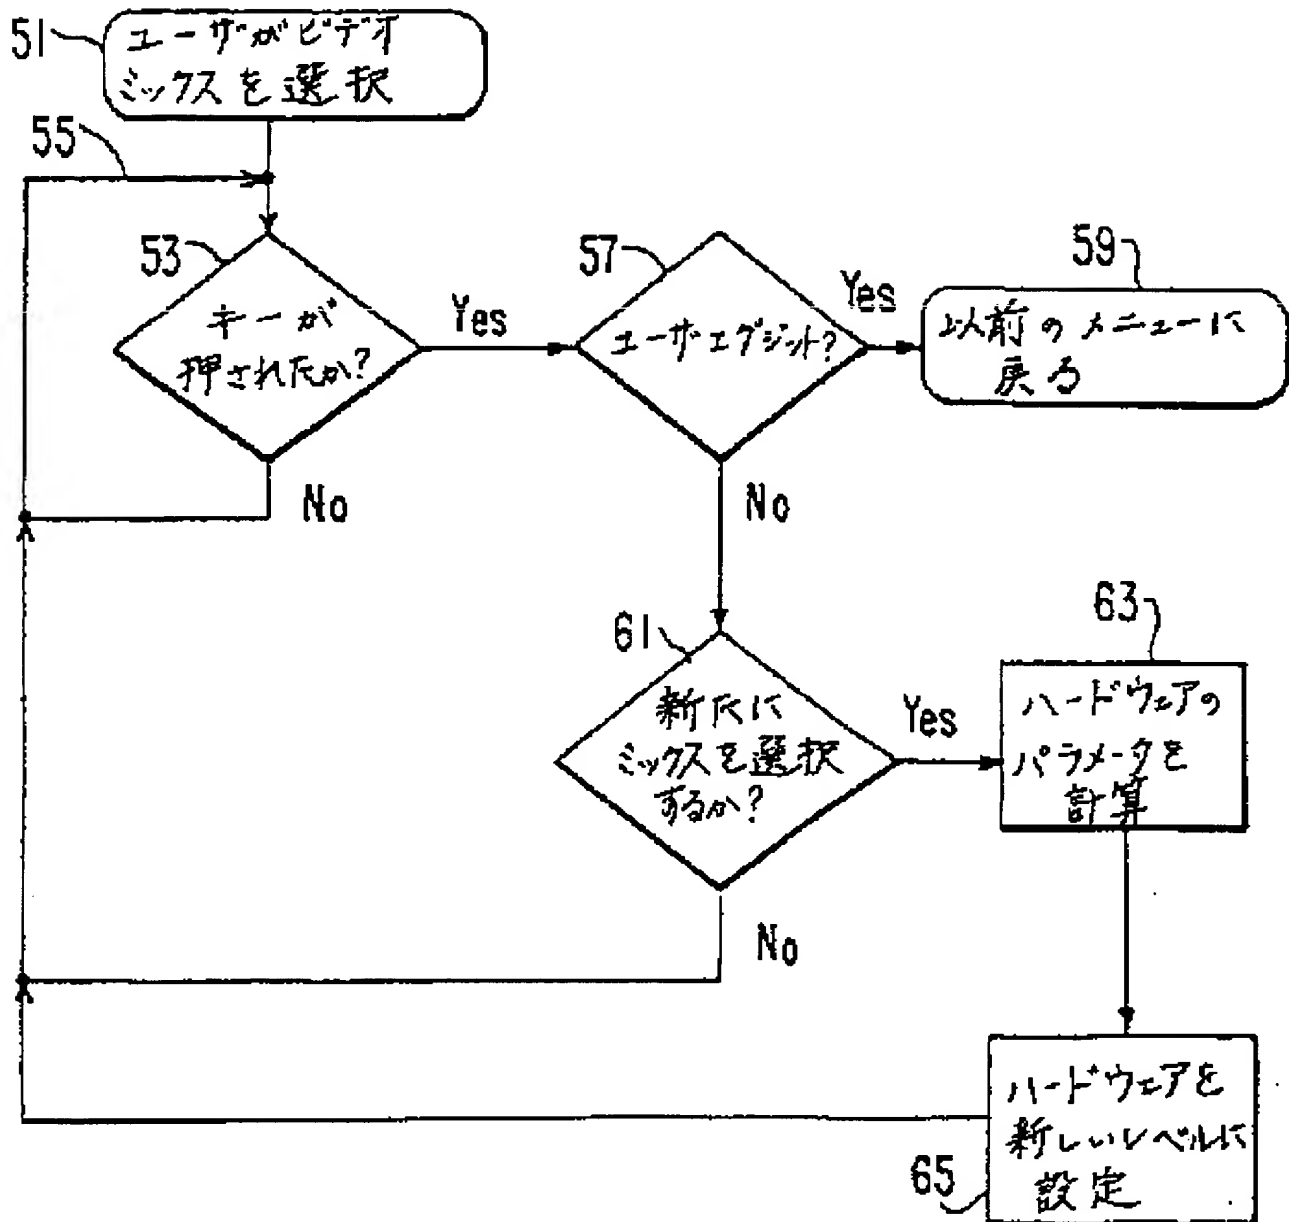 51
ユーザがビデオ
ミックスを選択
55
53
キーが
押されたか?
Yes
No
57
ユーザエグジット?
Yes
No
59
以前のメニューに
戻る
61
新たに
ミックスを選択
するか?
Yes
No
63
ハードウェアの
パラメータを
計算
ハードウェアを
新しいレベルに
設定
65